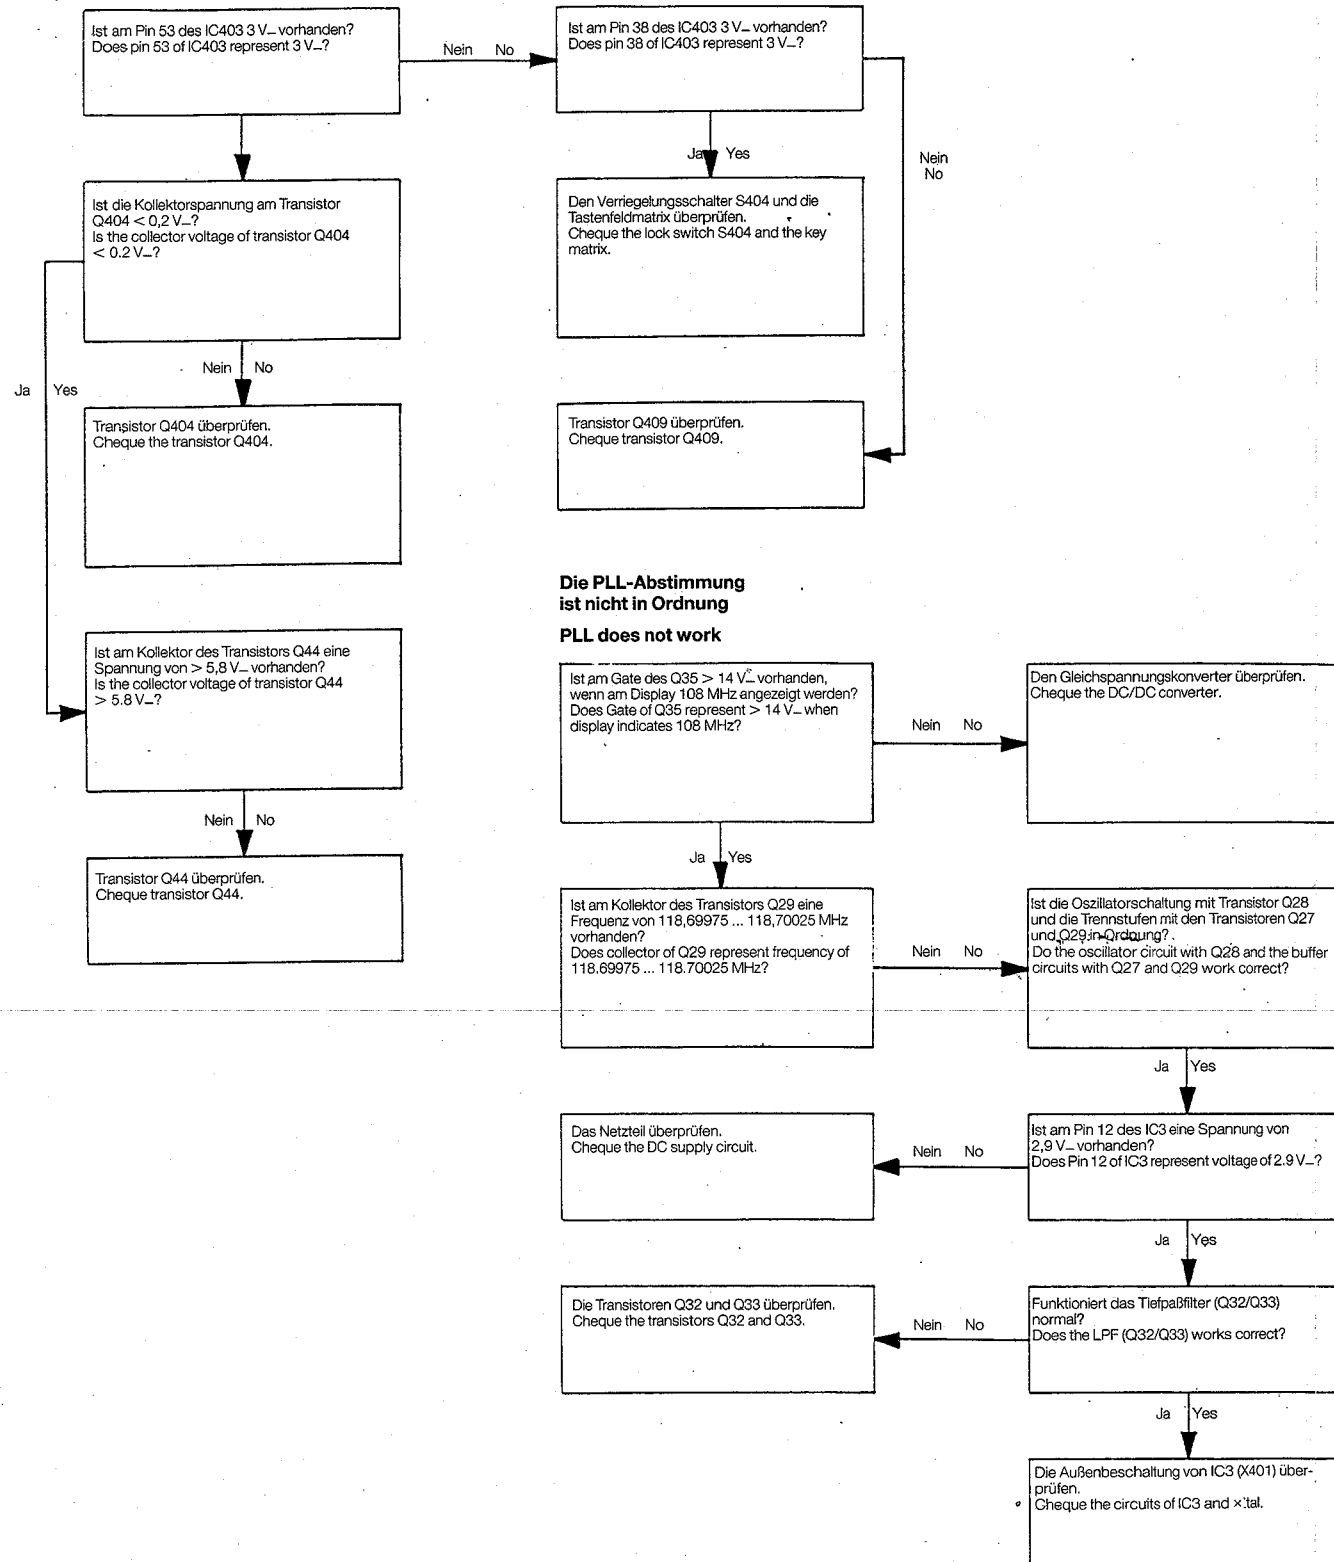 Ist am Pin 53 des IC403 3 V⎓ vorhanden?
Does pin 53 of IC403 represent 3 V⎓?
Nein No
Ist am Pin 38 des IC403 3 V⎓ vorhanden?
Does pin 38 of IC403 represent 3 V⎓?
Ja Yes
Nein
No
Ist die Kollektorspannung am Transistor
Q404 < 0,2 V⎓?
Is the collector voltage of transistor Q404
< 0.2 V⎓?
Den Verriegelungsschalter S404 und die
Tastenfeldmatrix überprüfen.
Cheque the lock switch S404 and the key
matrix.
Nein No
Ja Yes
Transistor Q404 überprüfen.
Cheque the transistor Q404.
Transistor Q409 überprüfen.
Cheque transistor Q409.
Ist am Kollektor des Transistors Q44 eine
Spannung von > 5,8 V⎓ vorhanden?
Is the collector voltage of transistor Q44
> 5.8 V⎓?
Nein No
Transistor Q44 überprüfen.
Cheque transistor Q44.
Die PLL-Abstimmung
ist nicht in Ordnung
PLL does not work
Ist am Gate des Q35 > 14 V⎓ vorhanden,
wenn am Display 108 MHz angezeigt werden?
Does Gate of Q35 represent > 14 V⎓ when
display indicates 108 MHz?
Nein No
Den Gleichspannungskonverter überprüfen.
Cheque the DC/DC converter.
Ja Yes
Ist am Kollektor des Transistors Q29 eine
Frequenz von 118,69975 ... 118,70025 MHz
vorhanden?
Does collector of Q29 represent frequency of
118.69975 ... 118.70025 MHz?
Nein No
Ist die Oszillatorschaltung mit Transistor Q28
und die Trennstufen mit den Transistoren Q27
und Q29 in Ordnung?
Do the oscillator circuit with Q28 and the buffer
circuits with Q27 and Q29 work correct?
Ja Yes
Das Netzteil überprüfen.
Cheque the DC supply circuit.
Nein No
Ist am Pin 12 des IC3 eine Spannung von
2,9 V⎓ vorhanden?
Does Pin 12 of IC3 represent voltage of 2.9 V⎓?
Ja Yes
Die Transistoren Q32 und Q33 überprüfen.
Cheque the transistors Q32 and Q33.
Nein No
Funktioniert das Tiefpaßfilter (Q32/Q33)
normal?
Does the LPF (Q32/Q33) works correct?
Ja Yes
Die Außenbeschaltung von IC3 (X401) über-
prüfen.
Cheque the circuits of IC3 and x'tal.